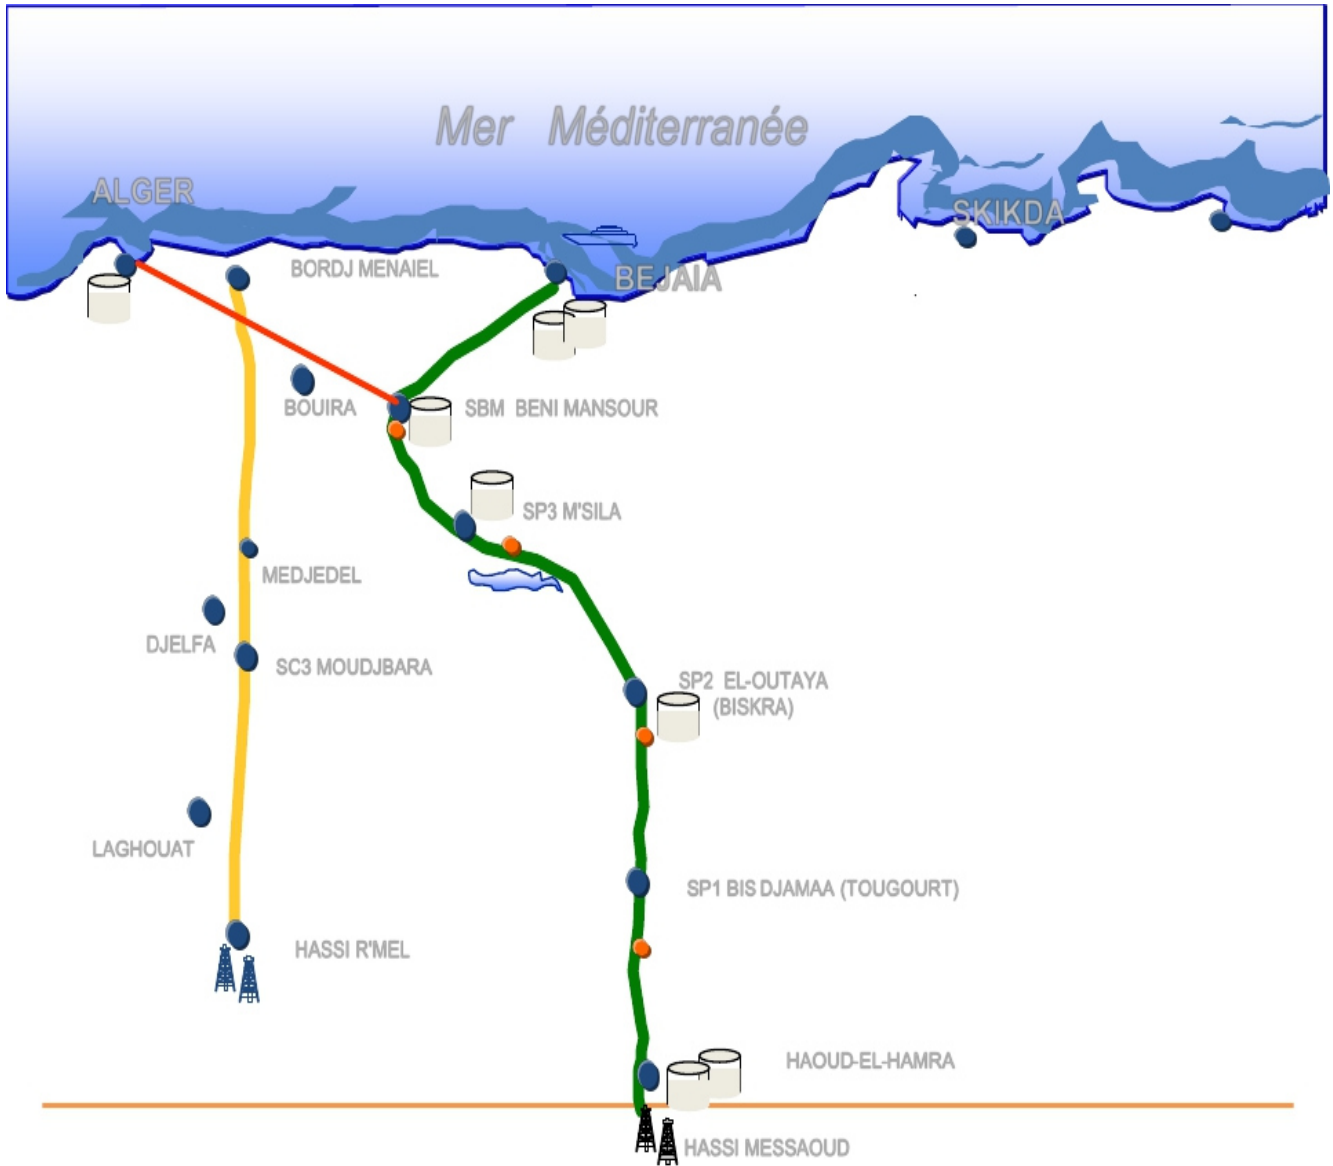 Mer Méditerranée
ALGER
SKIKDA
BORDJ MENAIEL
BEJAIA
BOUIRA
SBM BENI MANSOUR
SP3 M'SILA
MEDJEDEL
DJELFA
SC3 MOUDJBARA
SP2 EL-OUTAYA
(BISKRA)
LAGHOUAT
SP1 BIS DJAMAA (TOUGOURT)
HASSI R'MEL
HAOUD-EL-HAMRA
HASSI MESSAOUD